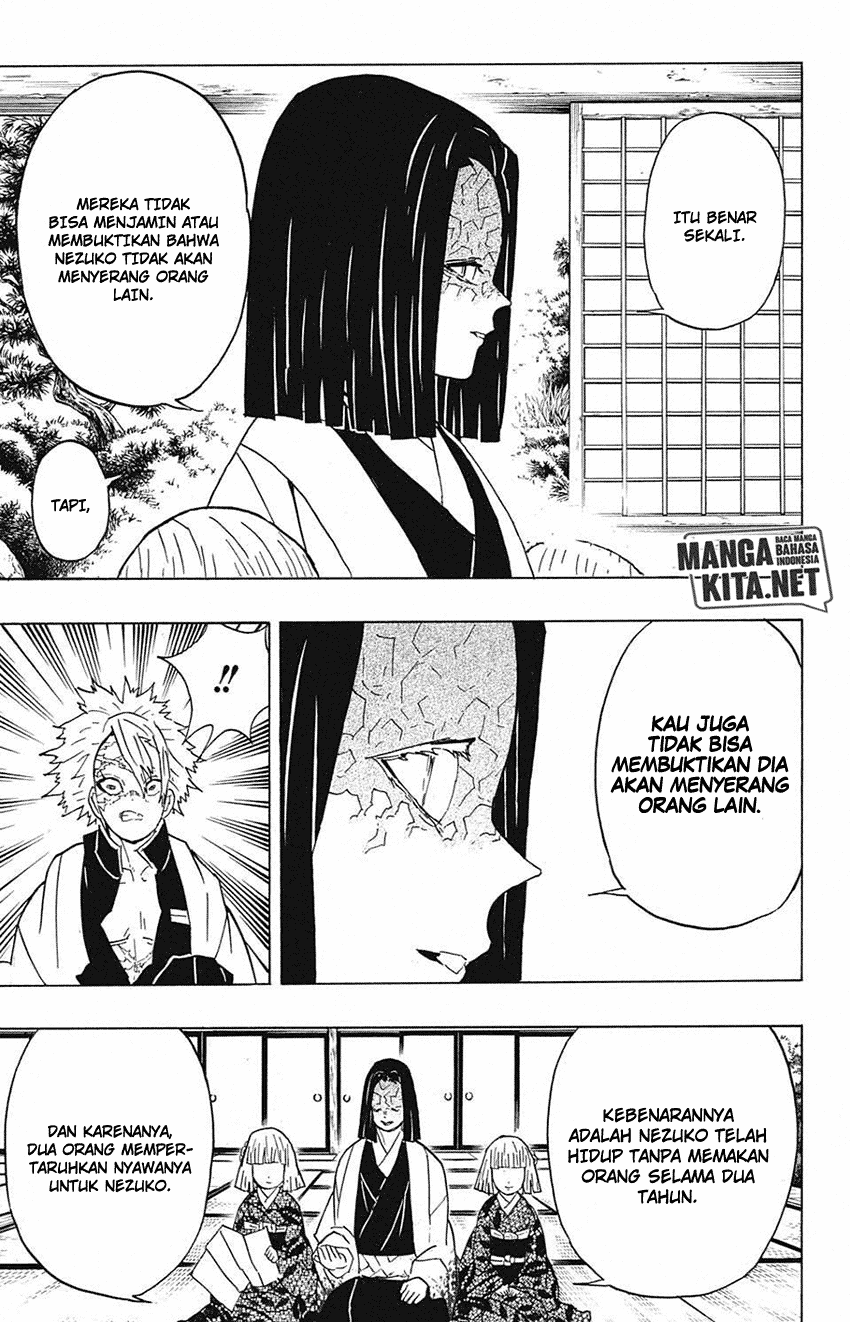 ITU BENAR
SEKALI.
MEREKA TIDAK
BISA MENJAMIN ATAU
MEMBUKTIKAN BAHWA
NEZUKO TIDAK AKAN
MENYERANG ORANG
LAIN.
TAPI,
MANGA
KITA.NET
BACA MANGA
BAHASA
INDONESIA
KAU JUGA
TIDAK BISA
MEMBUKTIKAN DIA
AKAN MENYERANG
ORANG LAIN.
!!
KEBENARANNYA
ADALAH NEZUKO TELAH
HIDUP TANPA MEMAKAN
ORANG SELAMA DUA
TAHUN.
DAN KARENANYA,
DUA ORANG MEMPER-
TARUHKAN NYAWANYA
UNTUK NEZUKO.